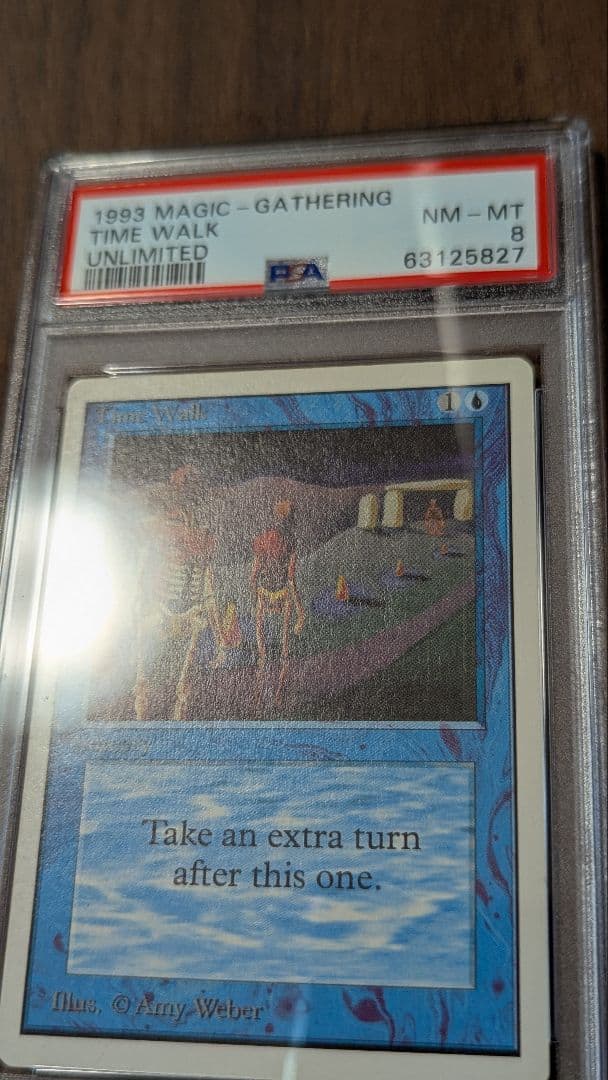 1993 MAGIC - GATHERING
TIME WALK
UNLIMITED
NM - MT
8
63125827
PSA
Time Walk
1
Take an extra turn
after this one.
Illus. © Amy Weber